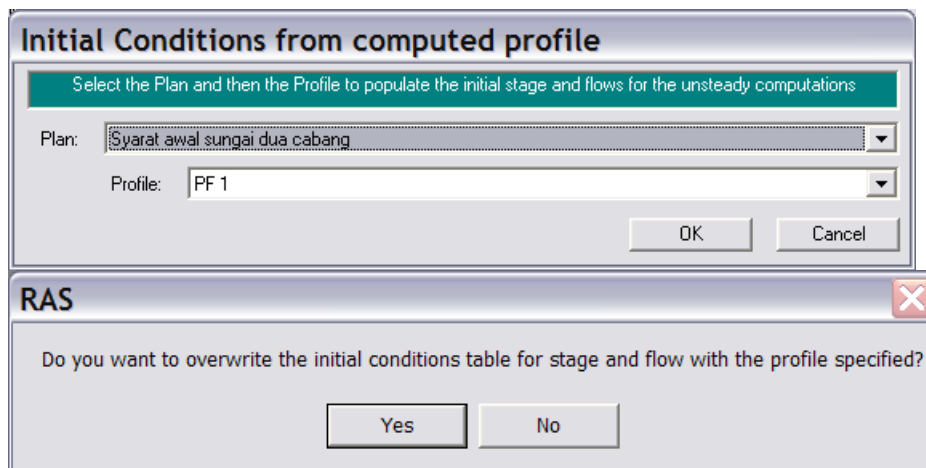 Initial Conditions from computed profile
Select the Plan and then the Profile to populate the initial stage and flows for the unsteady computations
Plan: Syarat awal sungai dua cabang
Profile: PF 1
OK Cancel
RAS
Do you want to overwrite the initial conditions table for stage and flow with the profile specified?
Yes No